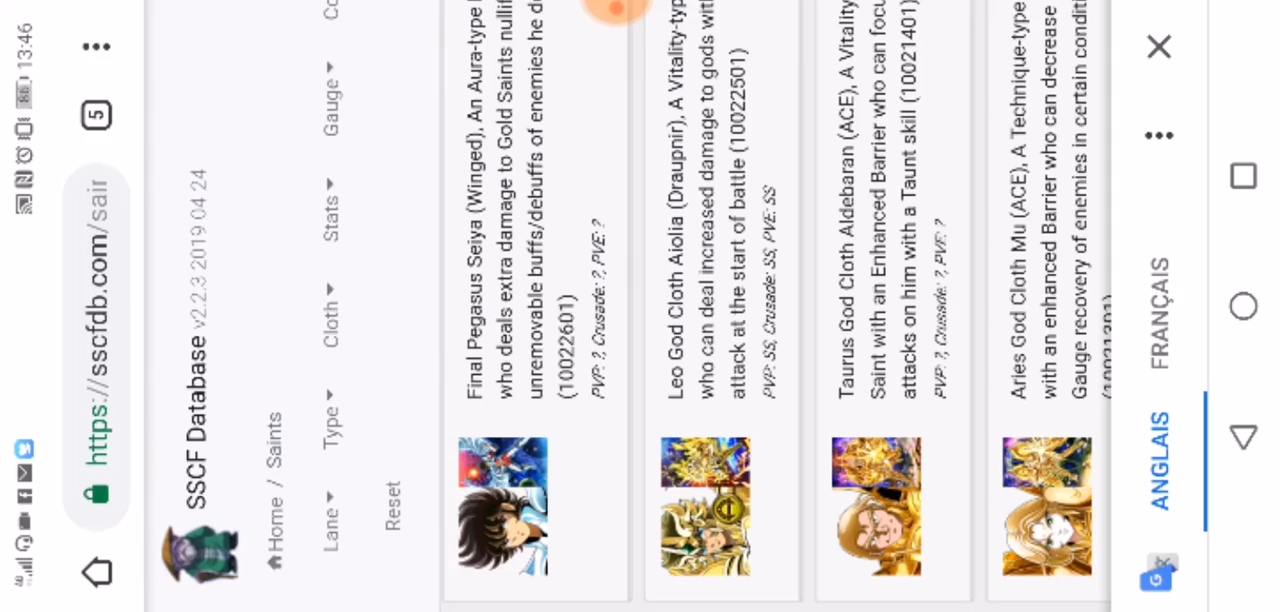 4G 13:46
https://sscfdb.com/sair 5
SSCF Database v2.2.3 2019 04 24
Home / Saints
Lane Type Cloth Stats Gauge Co
Reset
Final Pegasus Seiya (Winged), An Aura-type
who deals extra damage to Gold Saints nullif
unremovable buffs/debuffs of enemies he d
(10022601)
PVP: ?, Crusade: ?, PVE: ?
Leo God Cloth Aiolia (Draupnir), A Vitality-typ
who can deal increased damage to gods wit
attack at the start of battle (10022501)
PVP: SS, Crusade: SS, PVE: SS
Taurus God Cloth Aldebaran (ACE), A Vitality
Saint with an Enhanced Barrier who can focu
attacks on him with a Taunt skill (10021401)
PVP: ?, Crusade: ?, PVE: ?
Aries God Cloth Mu (ACE), A Technique-type
with an enhanced Barrier who can decrease
Gauge recovery of enemies in certain conditi
ANGLAIS FRANÇAIS